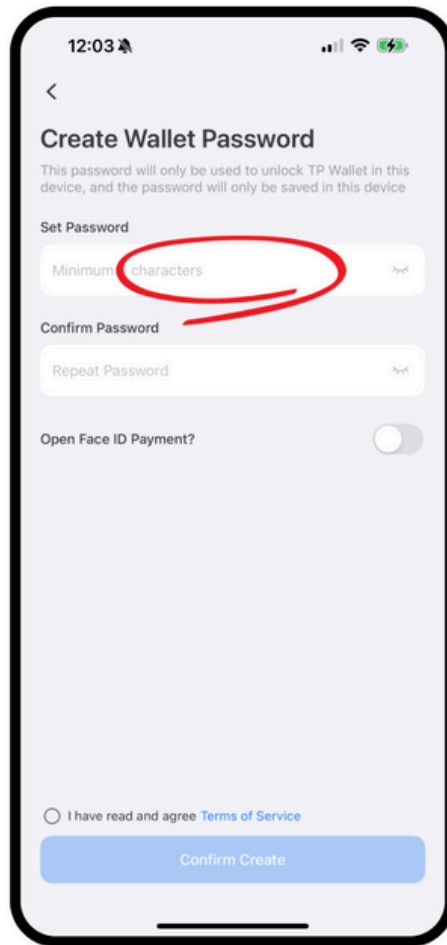 12:03
Create Wallet Password
This password will only be used to unlock TP Wallet in this
device, and the password will only be saved in this device
Set Password
Minimum characters
Confirm Password
Repeat Password
Open Face ID Payment?
I have read and agree Terms of Service
Confirm Create